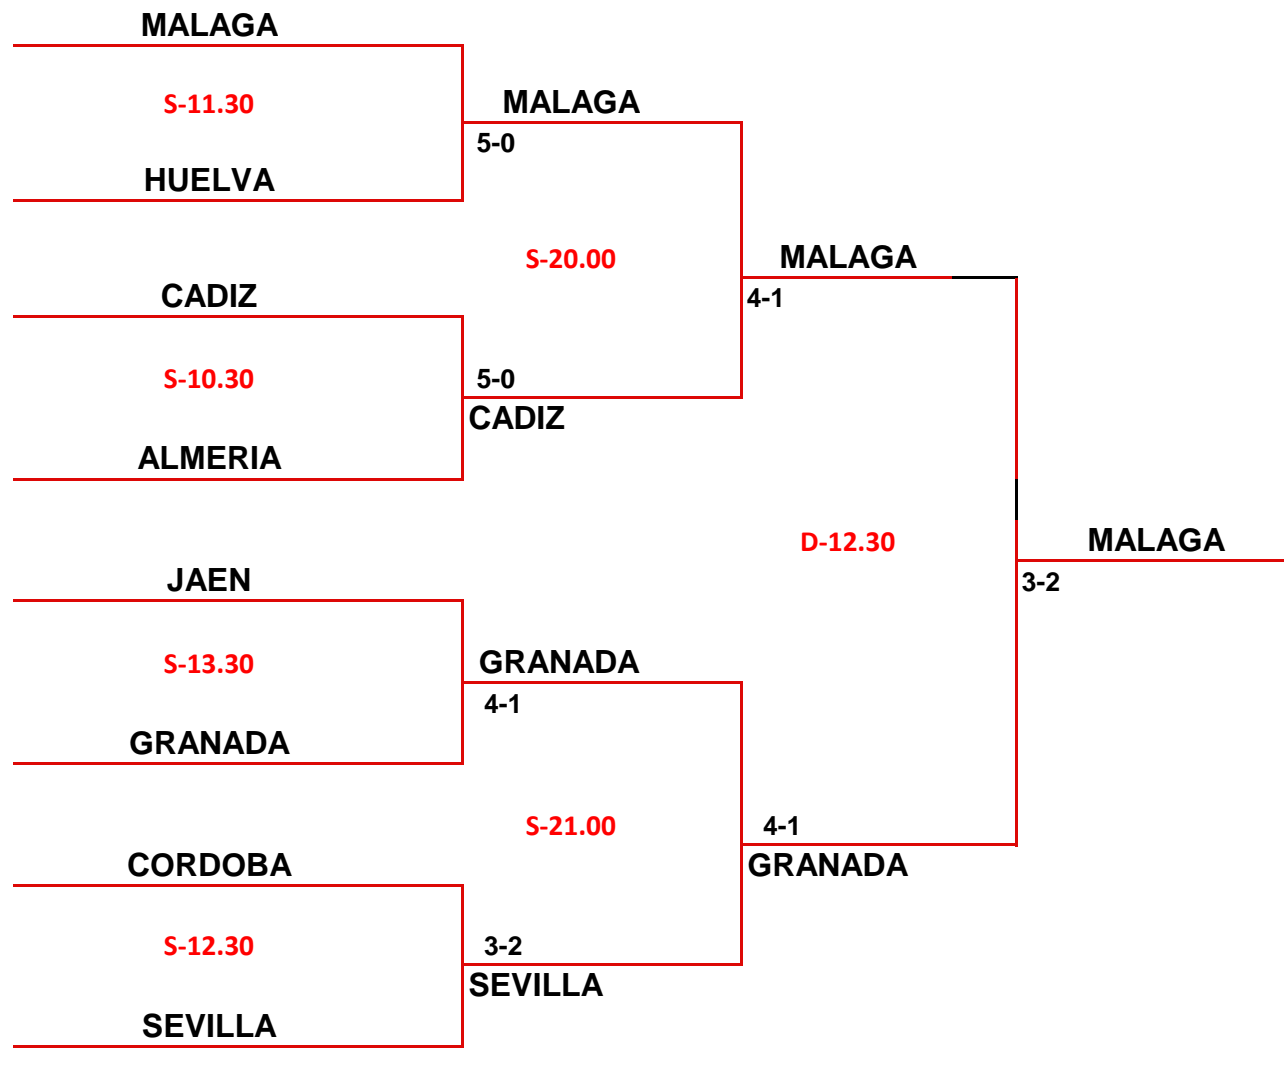 MALAGA
S-11.30
MALAGA
5-0
HUELVA
S-20.00
MALAGA
4-1
CADIZ
S-10.30
5-0
CADIZ
ALMERIA
D-12.30
MALAGA
3-2
JAEN
S-13.30
GRANADA
4-1
GRANADA
S-21.00
4-1
GRANADA
CORDOBA
S-12.30
3-2
SEVILLA
SEVILLA